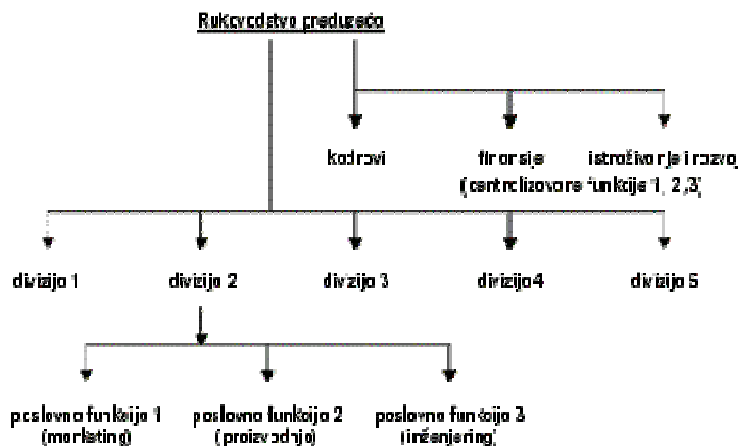 Rukovodstvo preduzeća
kadrovi finansije istraživanje i razvoj
(centralizovane funkcije 1, 2,3)
divizija 1 divizija 2 divizija 3 divizija 4 divizija 5
poslovna funkcija 1 poslovna funkcija 2 poslovna funkcija 3
(marketing) (proizvodnja) (inženjering)